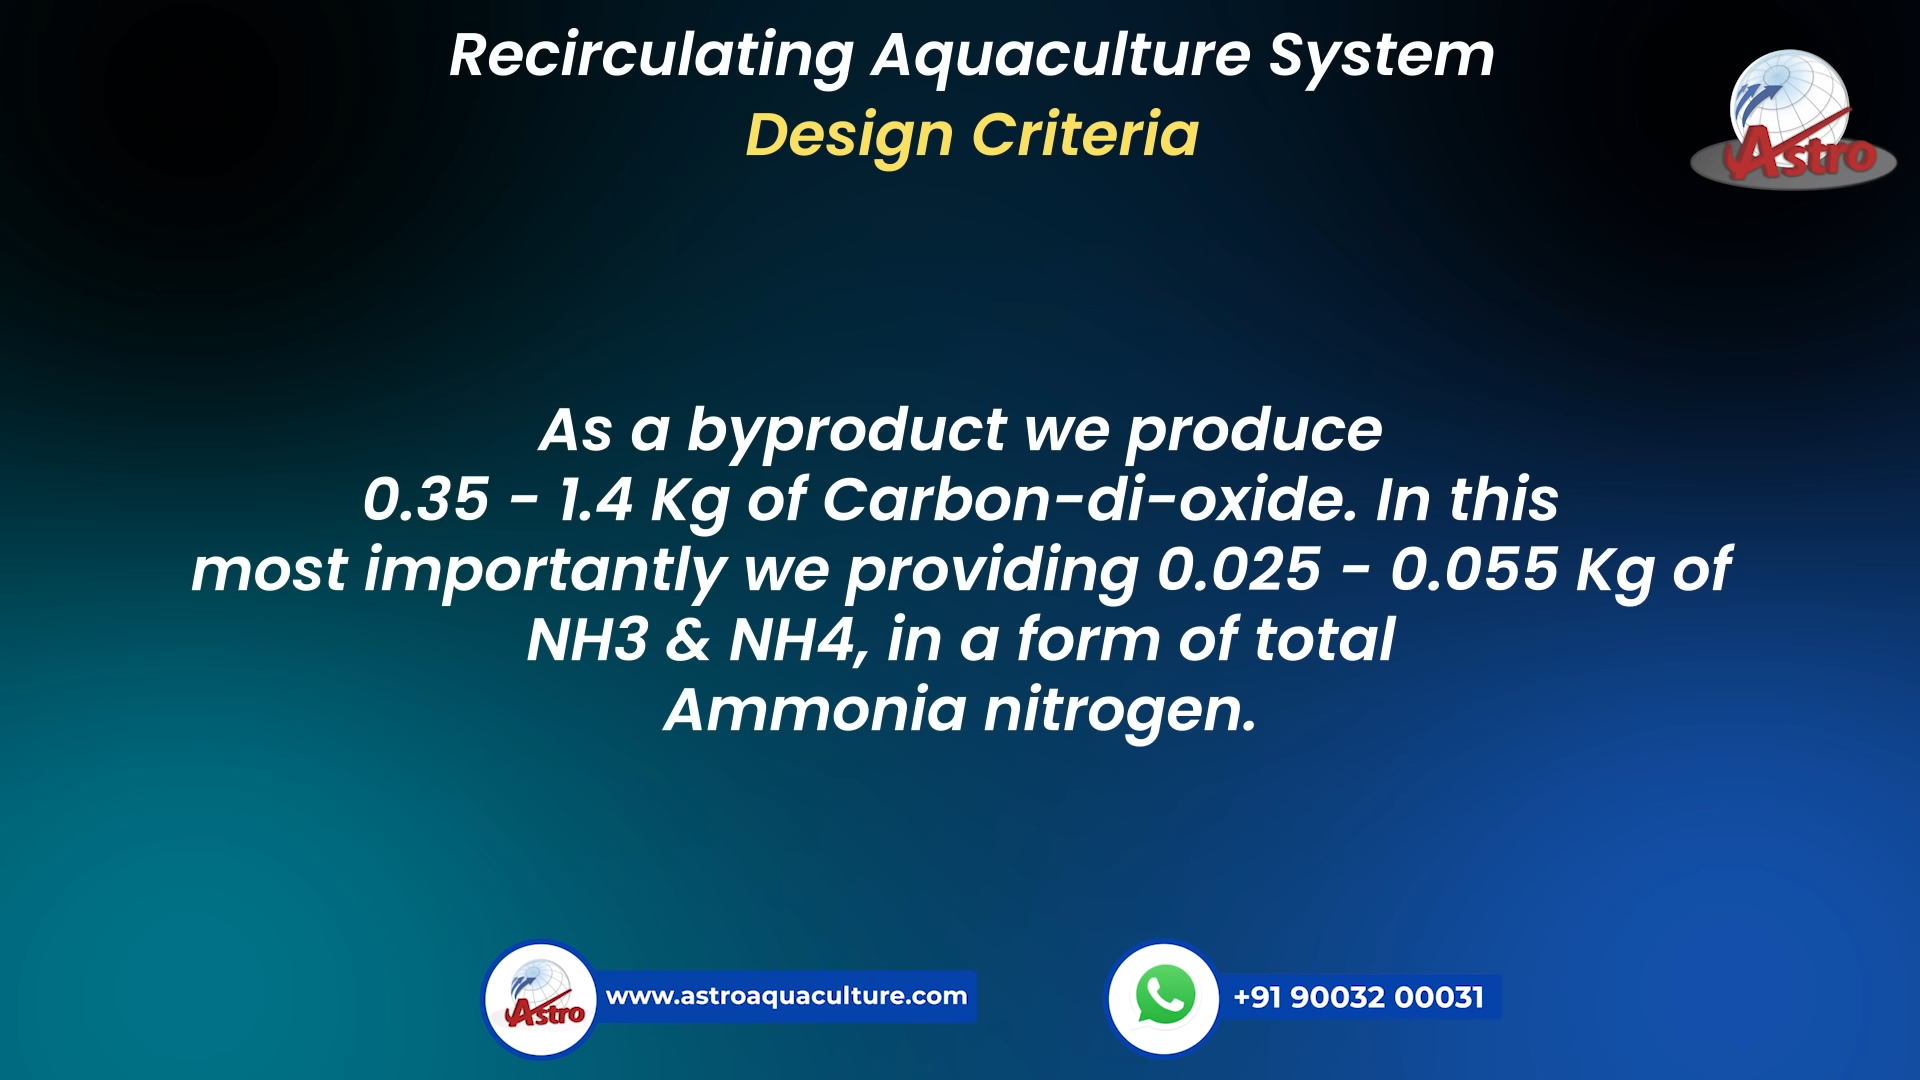 Recirculating Aquaculture System
Design Criteria
Astro
As a byproduct we produce
0.35 - 1.4 Kg of Carbon-di-oxide. In this
most importantly we providing 0.025 - 0.055 Kg of
NH3 & NH4, in a form of total
Ammonia nitrogen.
Astro
www.astroaquaculture.com
+91 90032 00031